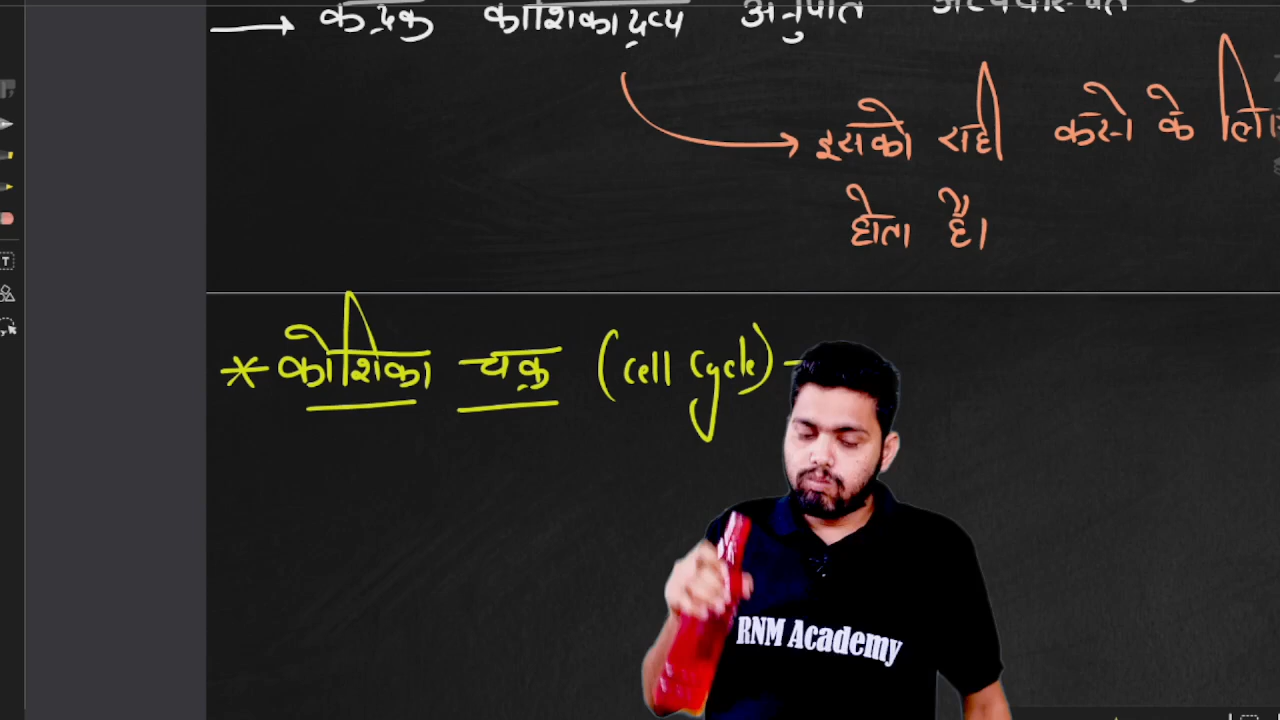 → केंद्रक कोशिकाद्रव्य अनुपात
→ इसको सही करने के लिए
होता है।
* कोशिका चक्र (Cell Cycle) -
RNM Academy
T